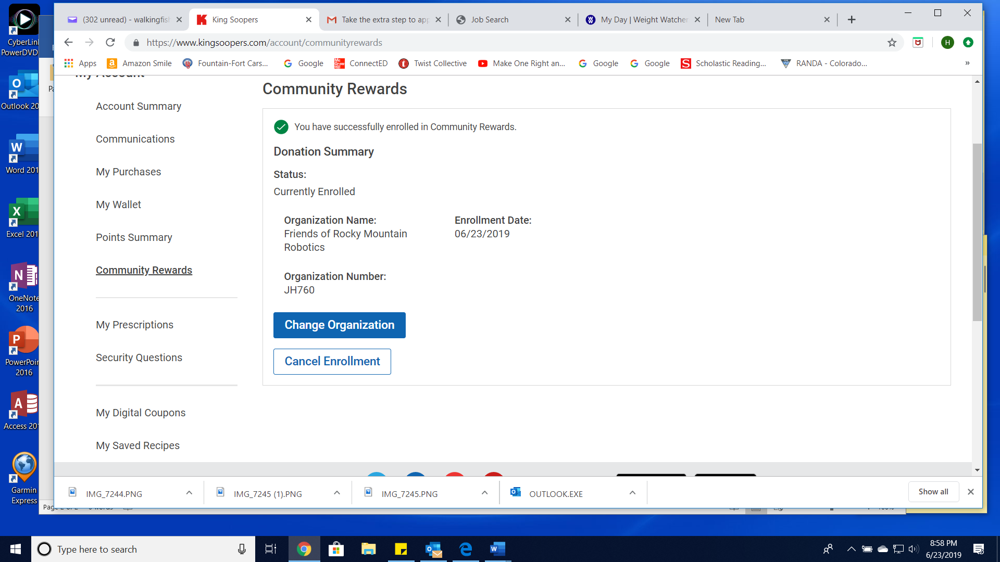 (302 unread) - walkingfis
King Soopers
Take the extra step to app
Job Search
My Day | Weight Watcher
New Tab
https://www.kingsoopers.com/account/communityrewards
H
Apps
Amazon Smile
Fountain-Fort Cars...
Google
ConnectED
Twist Collective
Make One Right an...
Google
Google
Scholastic Reading...
RANDA - Colorado...
»
CyberLin
PowerDVD
Outlook 20
Word 201
Excel 201
OneNote
2016
PowerPoin
2016
Access 20
Garmin
Express
Pa
My Account
Account Summary
Communications
My Purchases
My Wallet
Points Summary
Community Rewards
My Prescriptions
Security Questions
My Digital Coupons
My Saved Recipes
Community Rewards
You have successfully enrolled in Community Rewards.
Donation Summary
Status:
Currently Enrolled
Organization Name:
Friends of Rocky Mountain
Robotics
Enrollment Date:
06/23/2019
Organization Number:
JH760
Change Organization
Cancel Enrollment
IMG_7244.PNG
IMG_7245 (1).PNG
IMG_7245.PNG
OUTLOOK.EXE
Show all
Type here to search
8:58 PM
6/23/2019